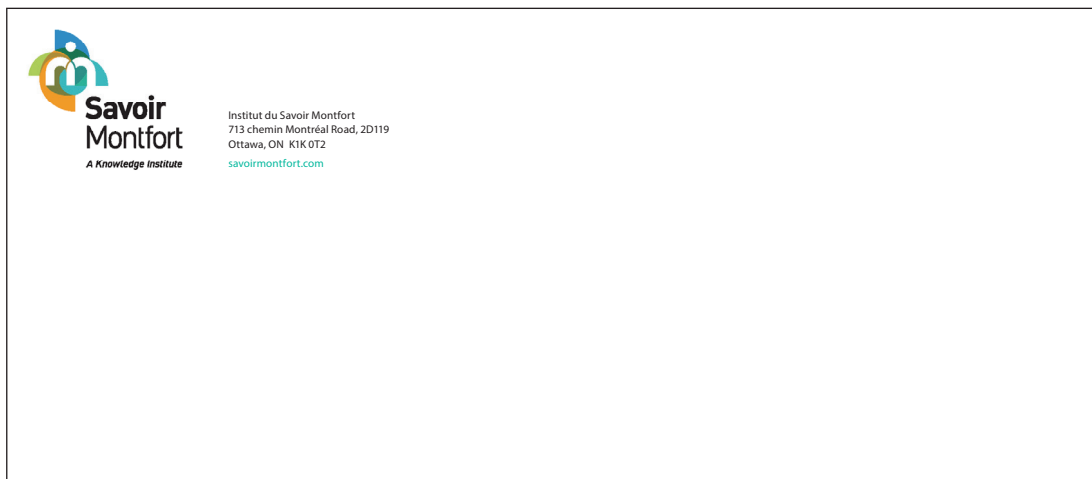 Savoir
Montfort
A Knowledge Institute
Institut du Savoir Montfort
713 chemin Montréal Road, 2D119
Ottawa, ON  K1K 0T2
savoirmontfort.com